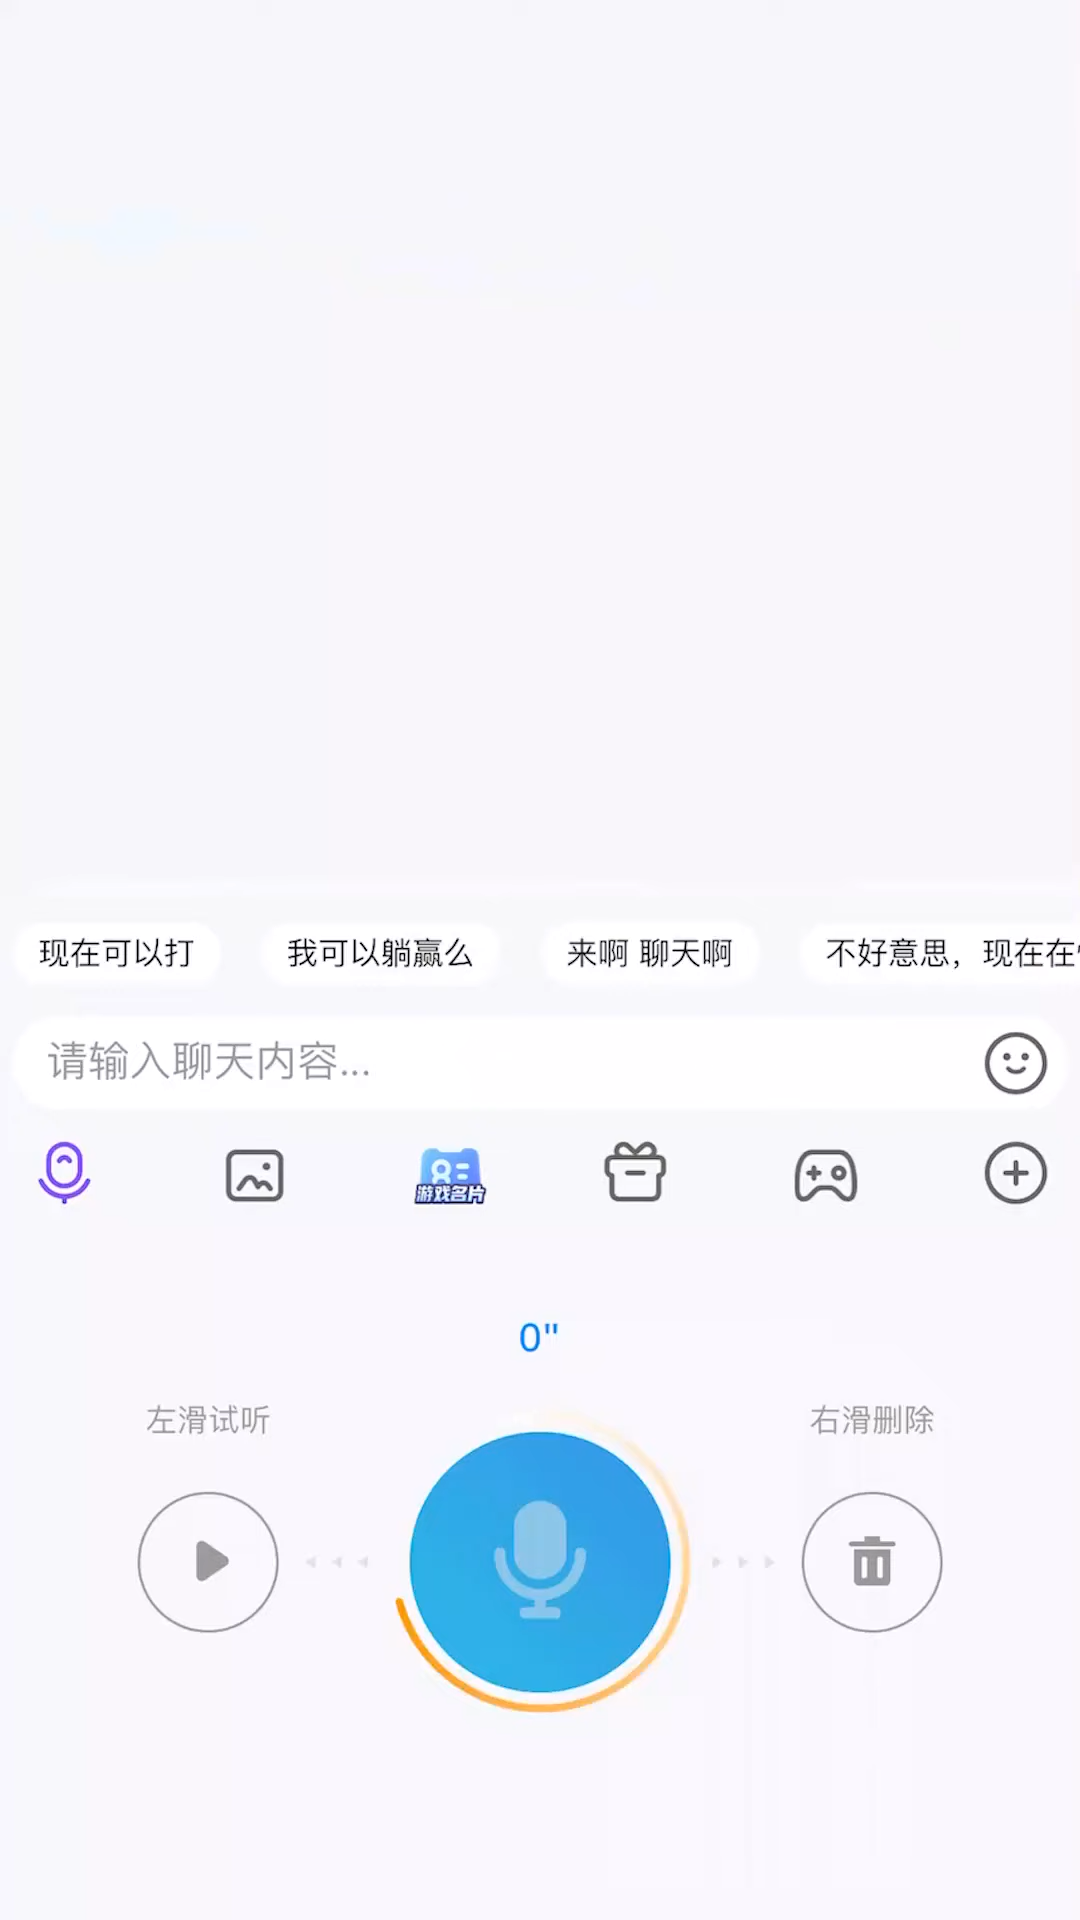 现在可以打
我可以躺赢么
来啊 聊天啊
不好意思，现在在
请输入聊天内容...
游戏名片
0"
左滑试听
右滑删除